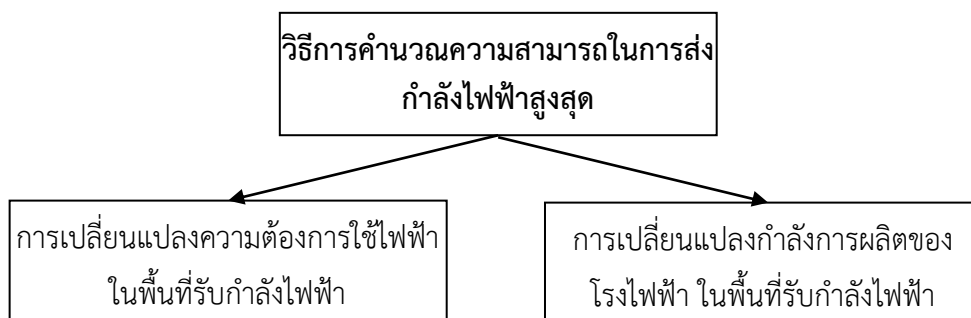 วิธีการคำนวณความสามารถในการส่ง
กำลังไฟฟ้าสูงสุด
การเปลี่ยนแปลงความต้องการใช้ไฟฟ้า
ในพื้นที่รับกำลังไฟฟ้า
การเปลี่ยนแปลงกำลังการผลิตของ
โรงไฟฟ้า ในพื้นที่รับกำลังไฟฟ้า